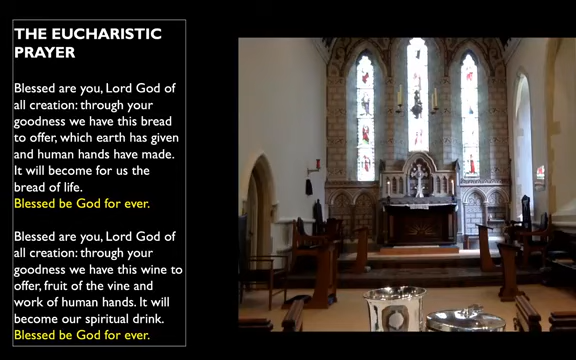 THE EUCHARISTIC
PRAYER
Blessed are you, Lord God of
all creation: through your
goodness we have this bread
to offer, which earth has given
and human hands have made.
It will become for us the
bread of life.
Blessed be God for ever.
Blessed are you, Lord God of
all creation: through your
goodness we have this wine to
offer, fruit of the vine and
work of human hands. It will
become our spiritual drink.
Blessed be God for ever.